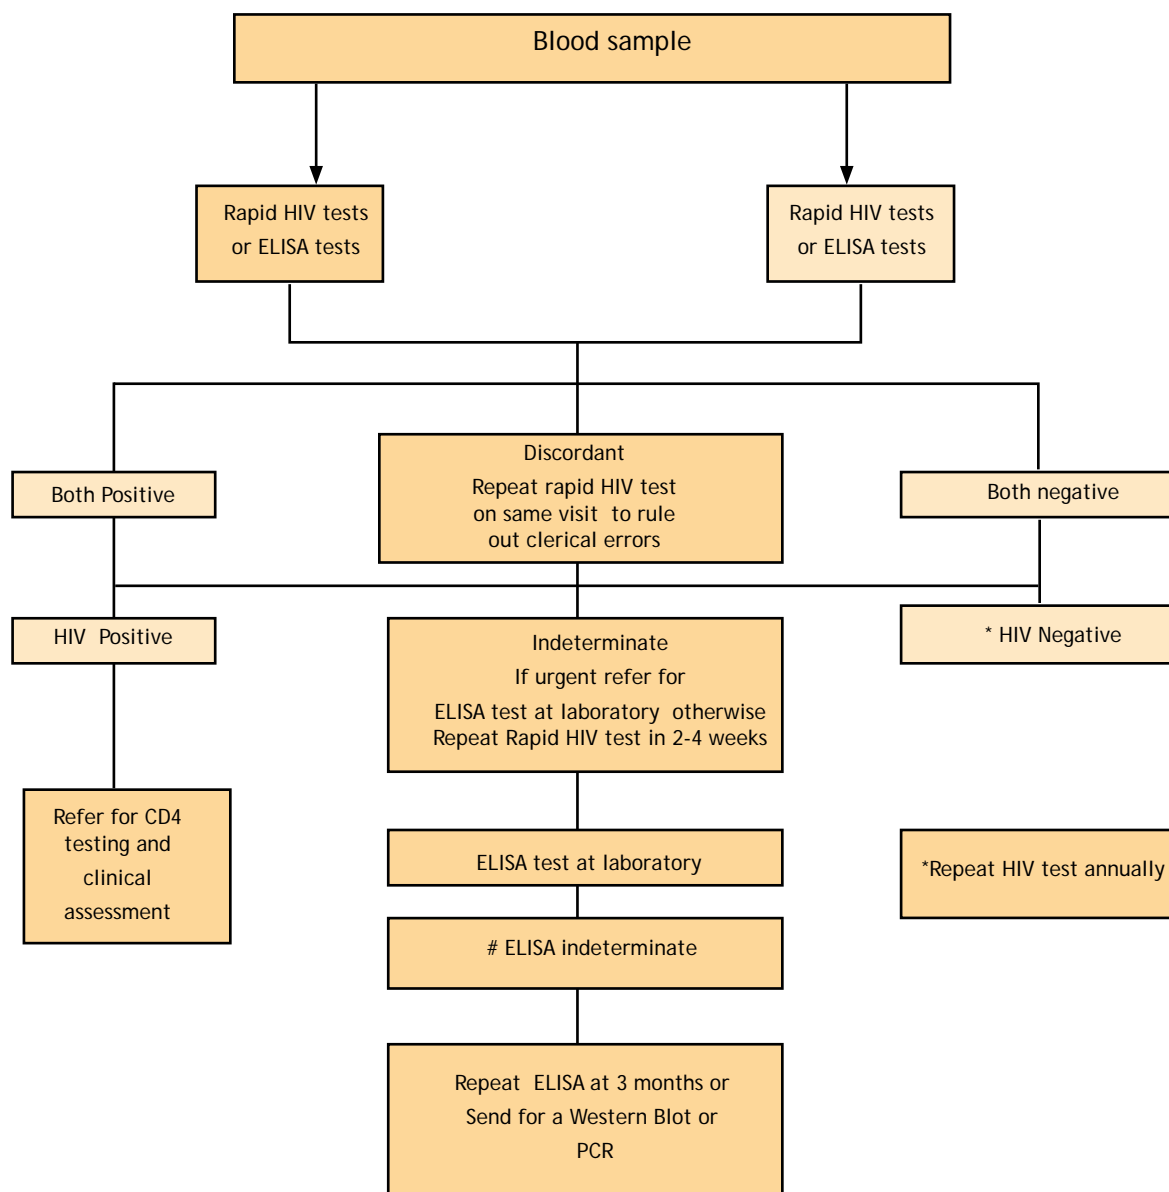 Blood sample
Rapid HIV tests
or ELISA tests
Rapid HIV tests
or ELISA tests
Both Positive
Discordant
Repeat rapid HIV test
on same visit to rule
out clerical errors
Both negative
HIV Positive
Indeterminate
If urgent refer for
ELISA test at laboratory otherwise
Repeat Rapid HIV test in 2-4 weeks
* HIV Negative
Refer for CD4
testing and
clinical
assessment
ELISA test at laboratory
*Repeat HIV test annually
# ELISA indeterminate
Repeat ELISA at 3 months or
Send for a Western Blot or
PCR